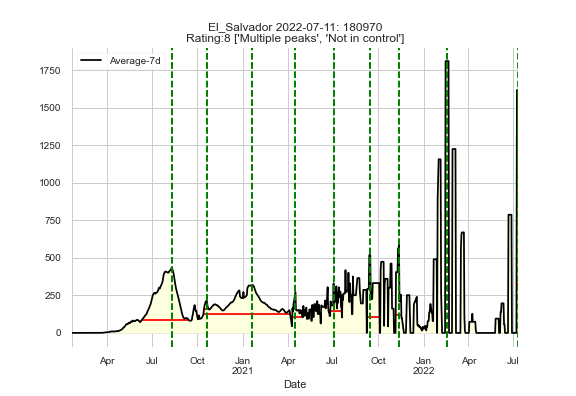 El_Salvador 2022-07-11: 180970
Rating:8 ['Multiple peaks', 'Not in control']
Average-7d
1750
1500
1250
1000
750
500
250
0
Apr Jul Oct Jan Apr Jul Oct Jan Apr Jul
2021 2022
Date